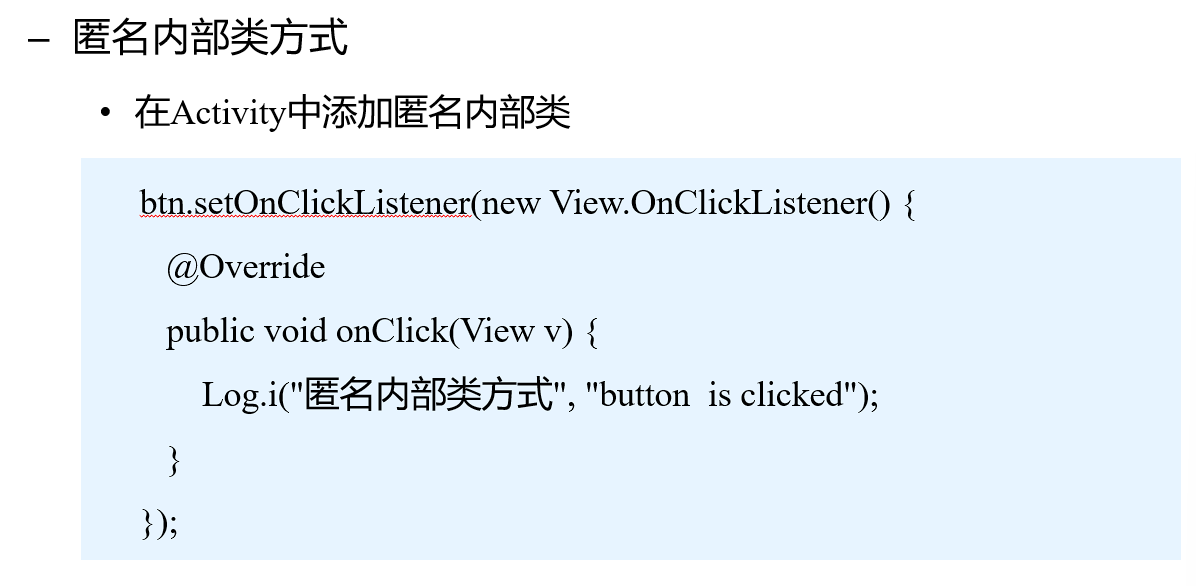 – 匿名内部类方式
• 在Activity中添加匿名内部类
btn.setOnClickListener(new View.OnClickListener() {
@Override
public void onClick(View v) {
Log.i("匿名内部类方式", "button  is clicked");
}
});